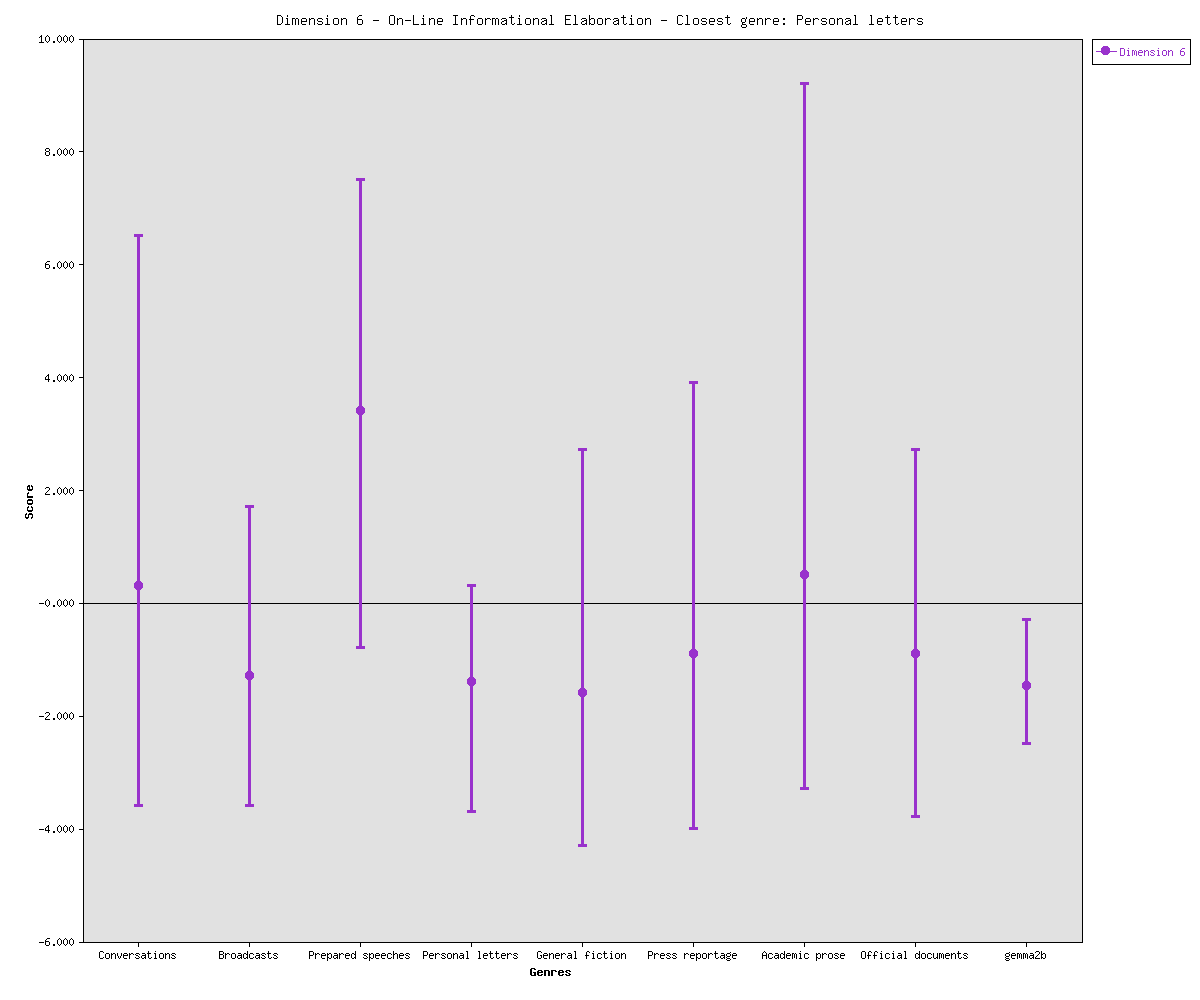 Dimension 6 - On-Line Informational Elaboration - Closest genre: Personal letters
10.000
Dimension 6
8.000
6.000
4.000
2.000
Score
-0.000
-2.000
-4.000
-6.000
Conversations Broadcasts Prepared speeches Personal letters General fiction Press reportage Academic prose Official documents gemma2b
Genres